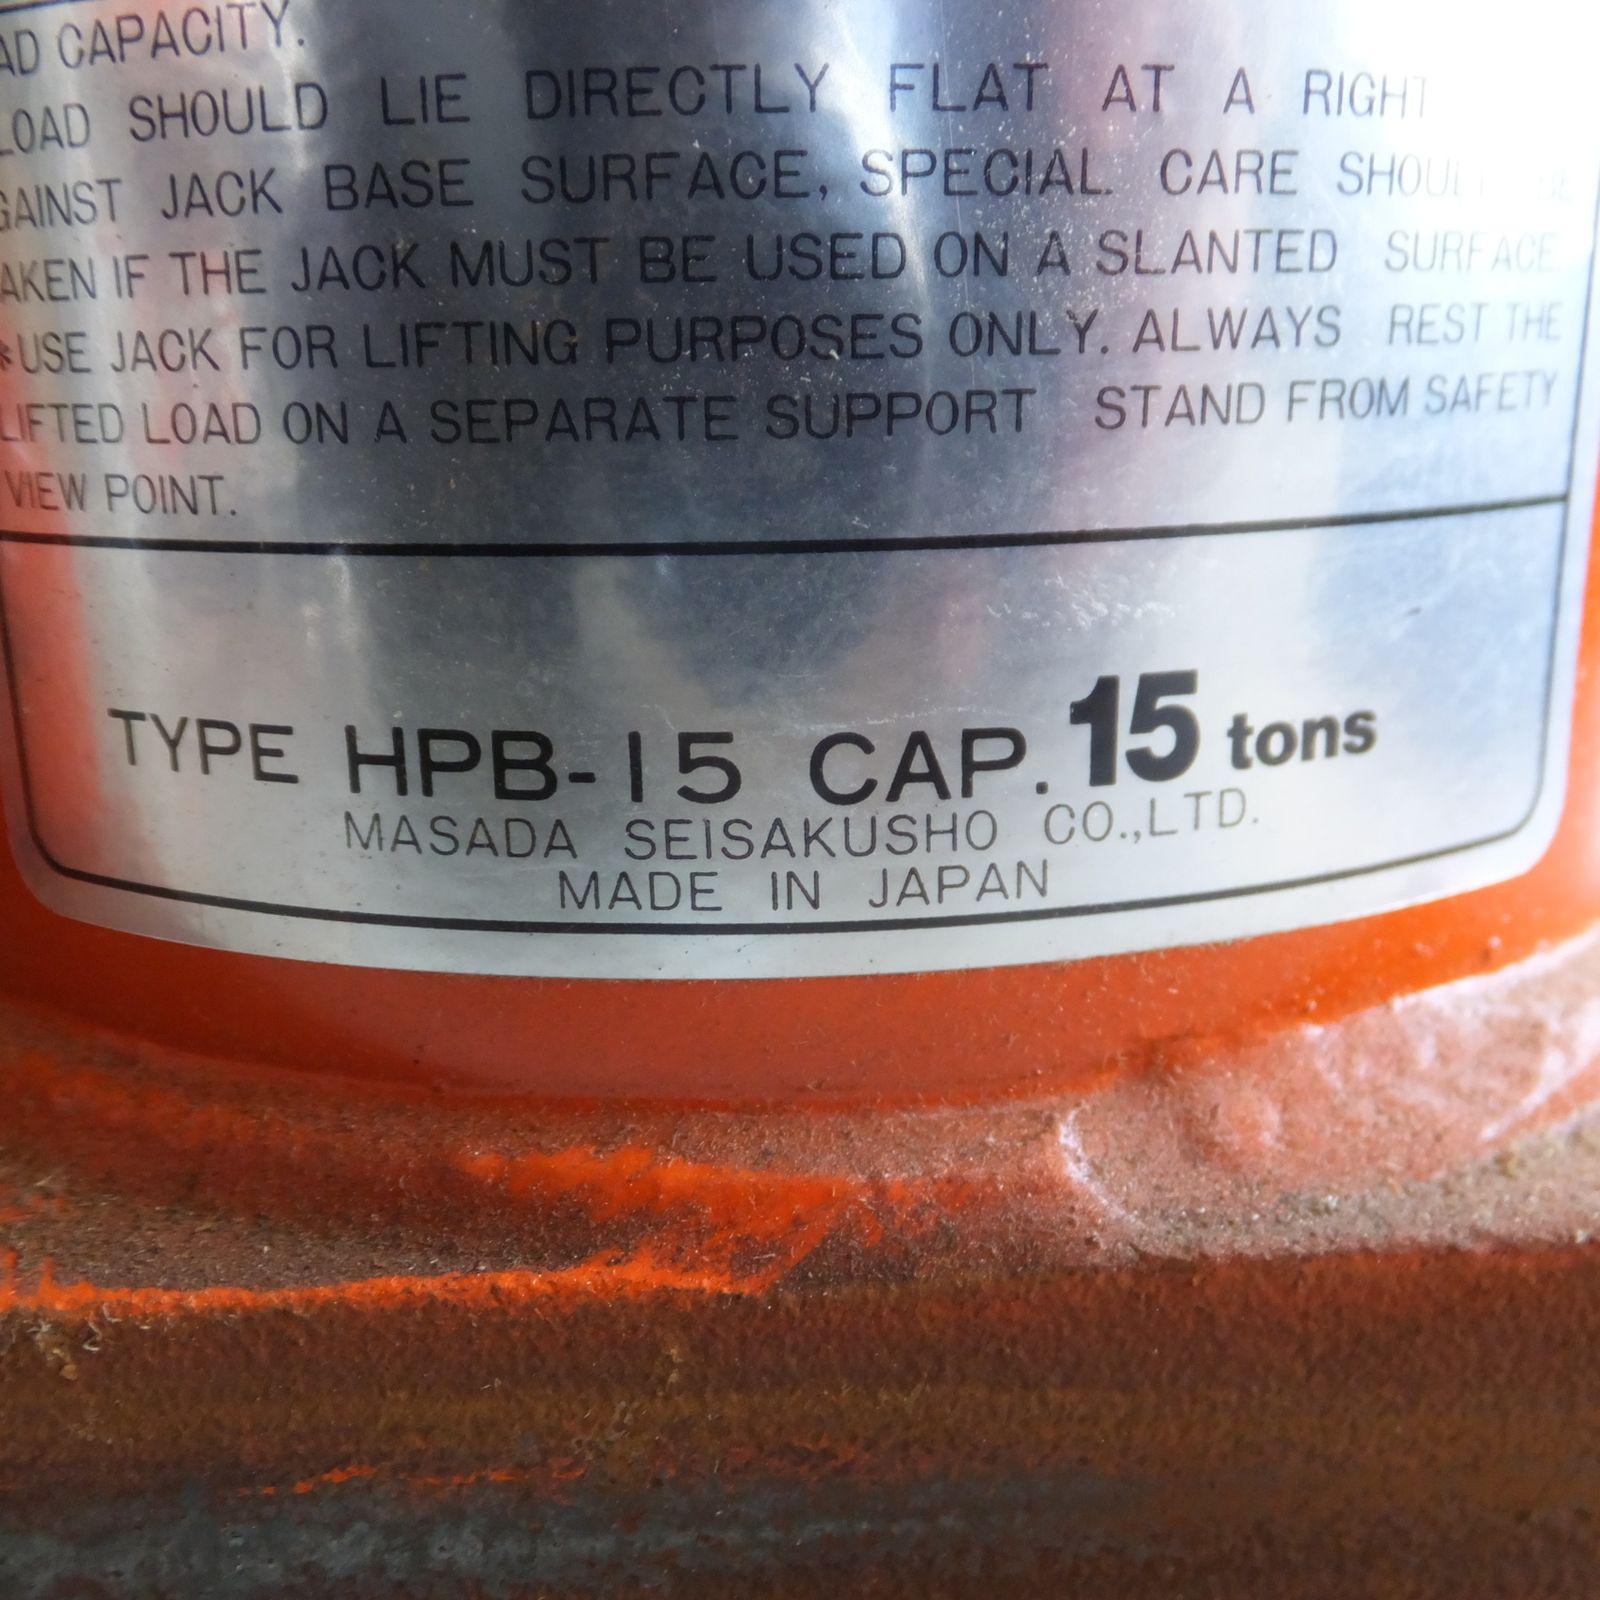 AD CAPACITY.
LOAD SHOULD LIE DIRECTLY FLAT AT A RIGHT
GAINST JACK BASE SURFACE, SPECIAL CARE SHOULD BE
AKEN IF THE JACK MUST BE USED ON A SLANTED SURFACE
*USE JACK FOR LIFTING PURPOSES ONLY. ALWAYS REST THE
LIFTED LOAD ON A SEPARATE SUPPORT STAND FROM SAFETY
VIEW POINT.
TYPE HPB-15 CAP. 15 tons
MASADA SEISAKUSHO CO.,LTD.
MADE IN JAPAN